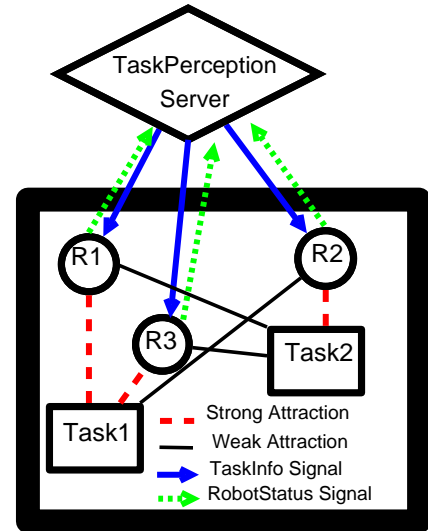 TaskPerception
Server
R1
R2
R3
Task2
Task1
Strong Attraction
Weak Attraction
TaskInfo Signal
RobotStatus Signal